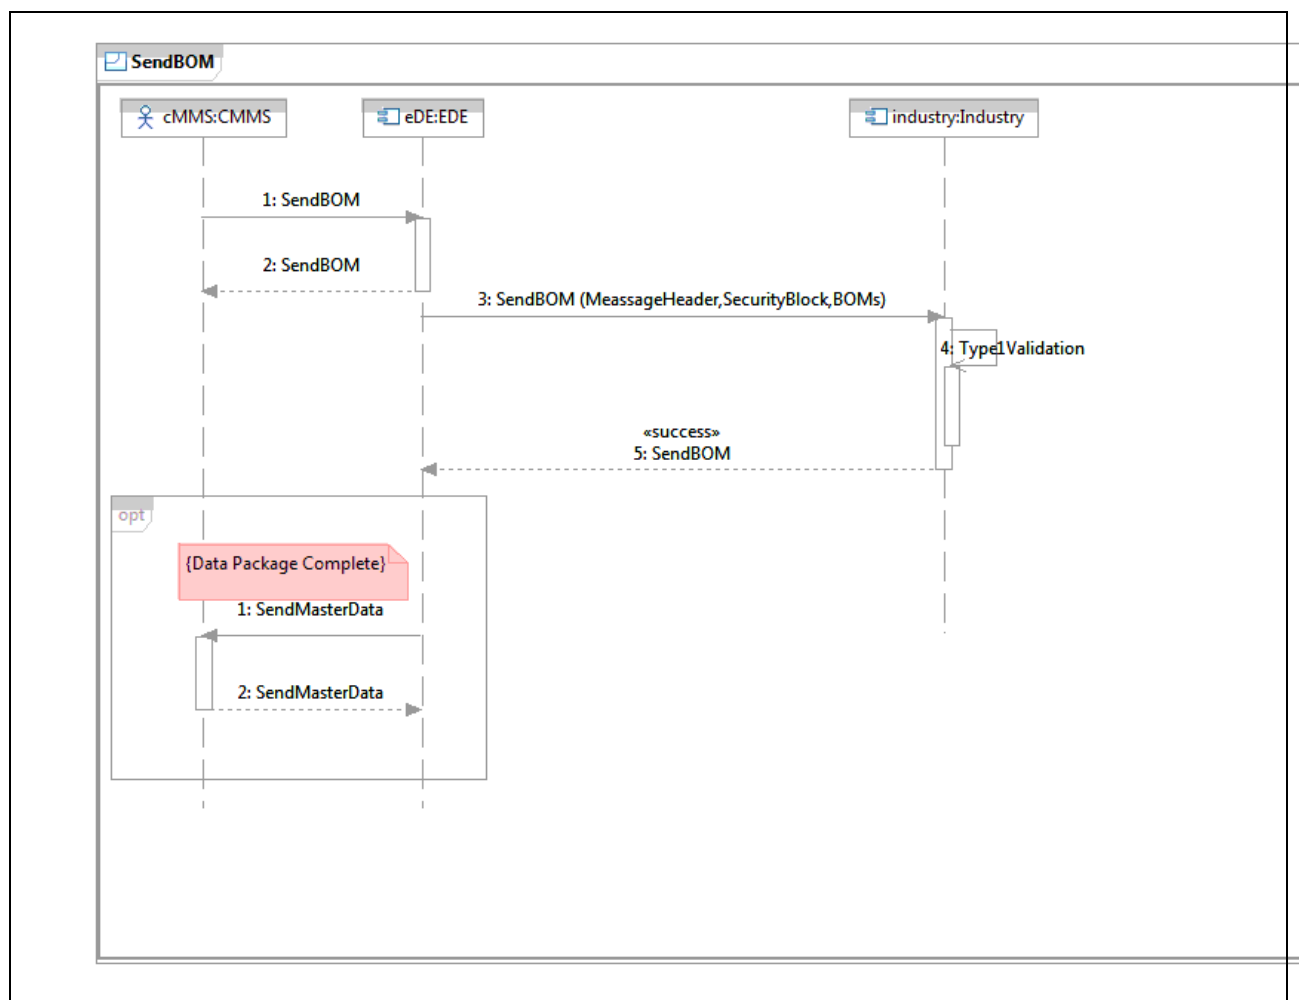 SendBOM
cMMS:CMMS
eDE:EDE
industry:Industry
1: SendBOM
2: SendBOM
3: SendBOM (MeassageHeader,SecurityBlock,BOMs)
4: Type1Validation
«success»
5: SendBOM
opt
{Data Package Complete}
1: SendMasterData
2: SendMasterData